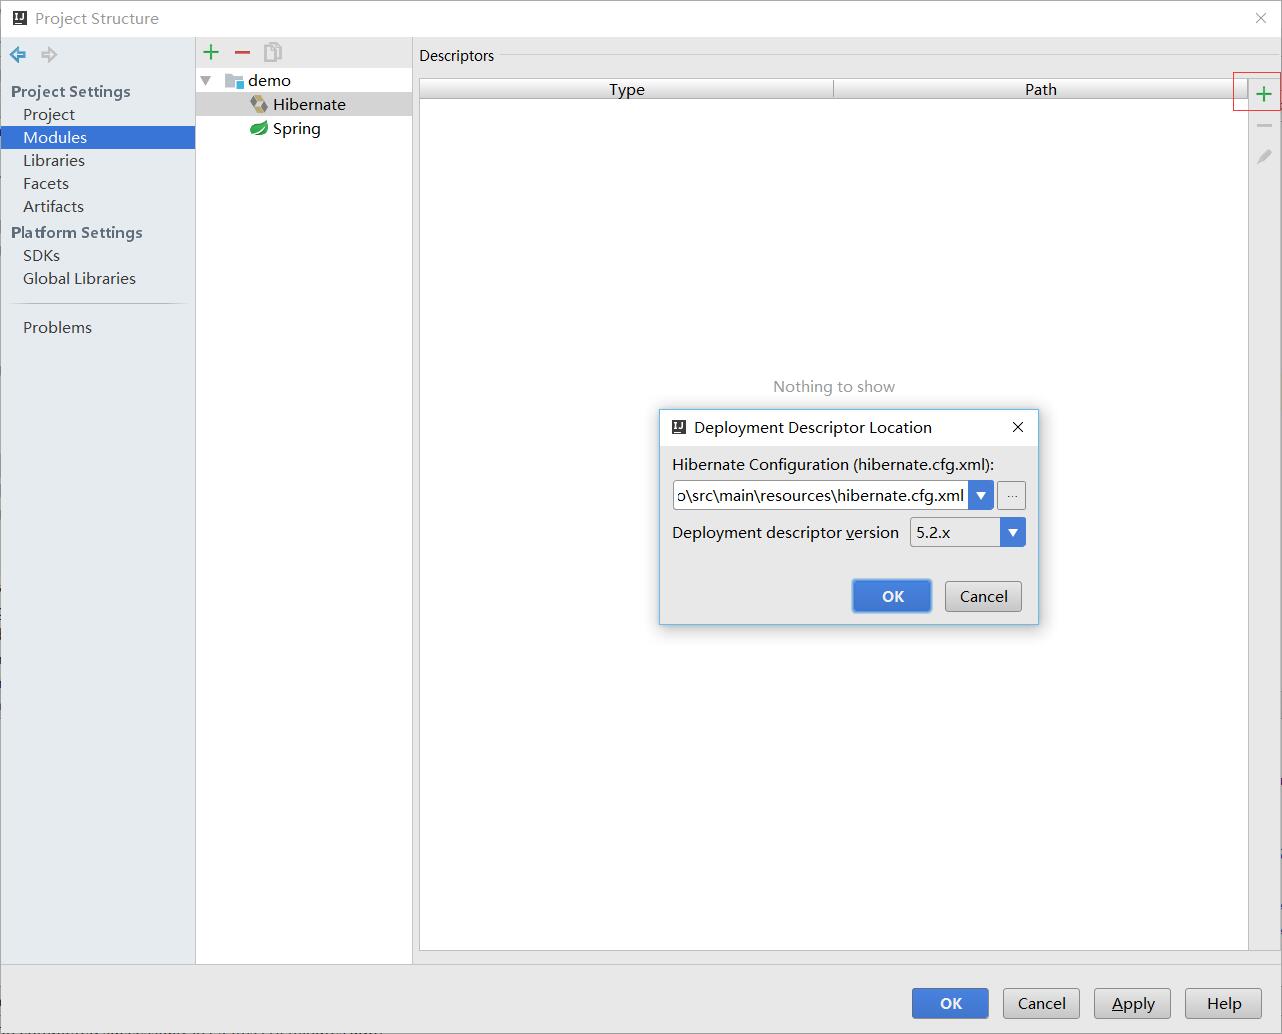 Project Structure
Project Settings
Project
Modules
Libraries
Facets
Artifacts
Platform Settings
SDKs
Global Libraries
Problems
demo
Hibernate
Spring
Descriptors
Type
Path
Nothing to show
Deployment Descriptor Location
Hibernate Configuration (hibernate.cfg.xml):
o\src\main\resources\hibernate.cfg.xml
...
Deployment descriptor version
5.2.x
OK
Cancel
OK
Cancel
Apply
Help